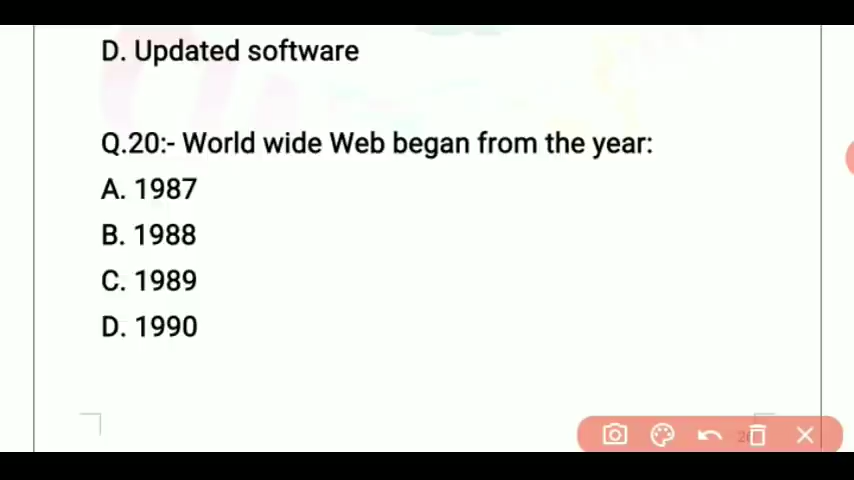 D. Updated software
Q.20:- World wide Web began from the year:
A. 1987
B. 1988
C. 1989
D. 1990